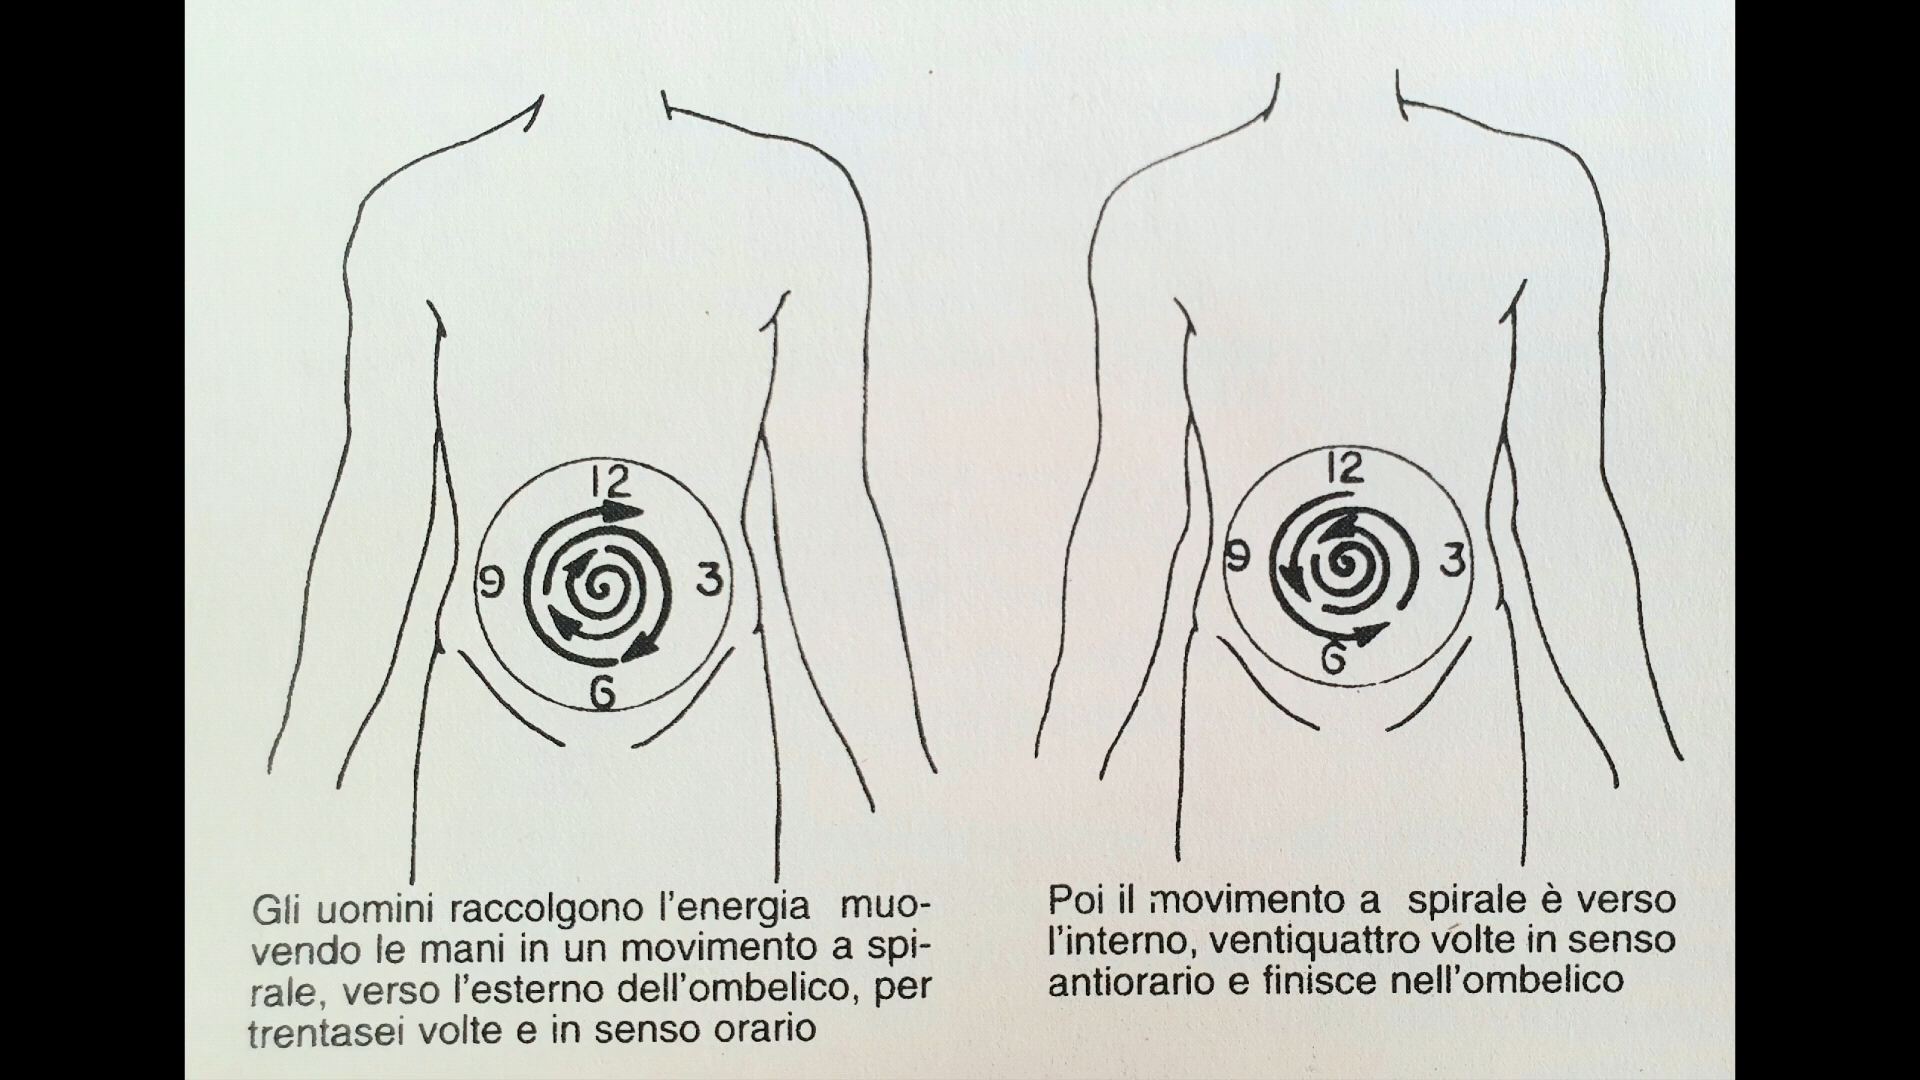 12
9
3
6
Gli uomini raccolgono l'energia muo-
vendo le mani in un movimento a spi-
rale, verso l'esterno dell'ombelico, per
trentasei volte e in senso orario
12
9
3
6
Poi il movimento a spirale è verso
l'interno, ventiquattro volte in senso
antiorario e finisce nell'ombelico